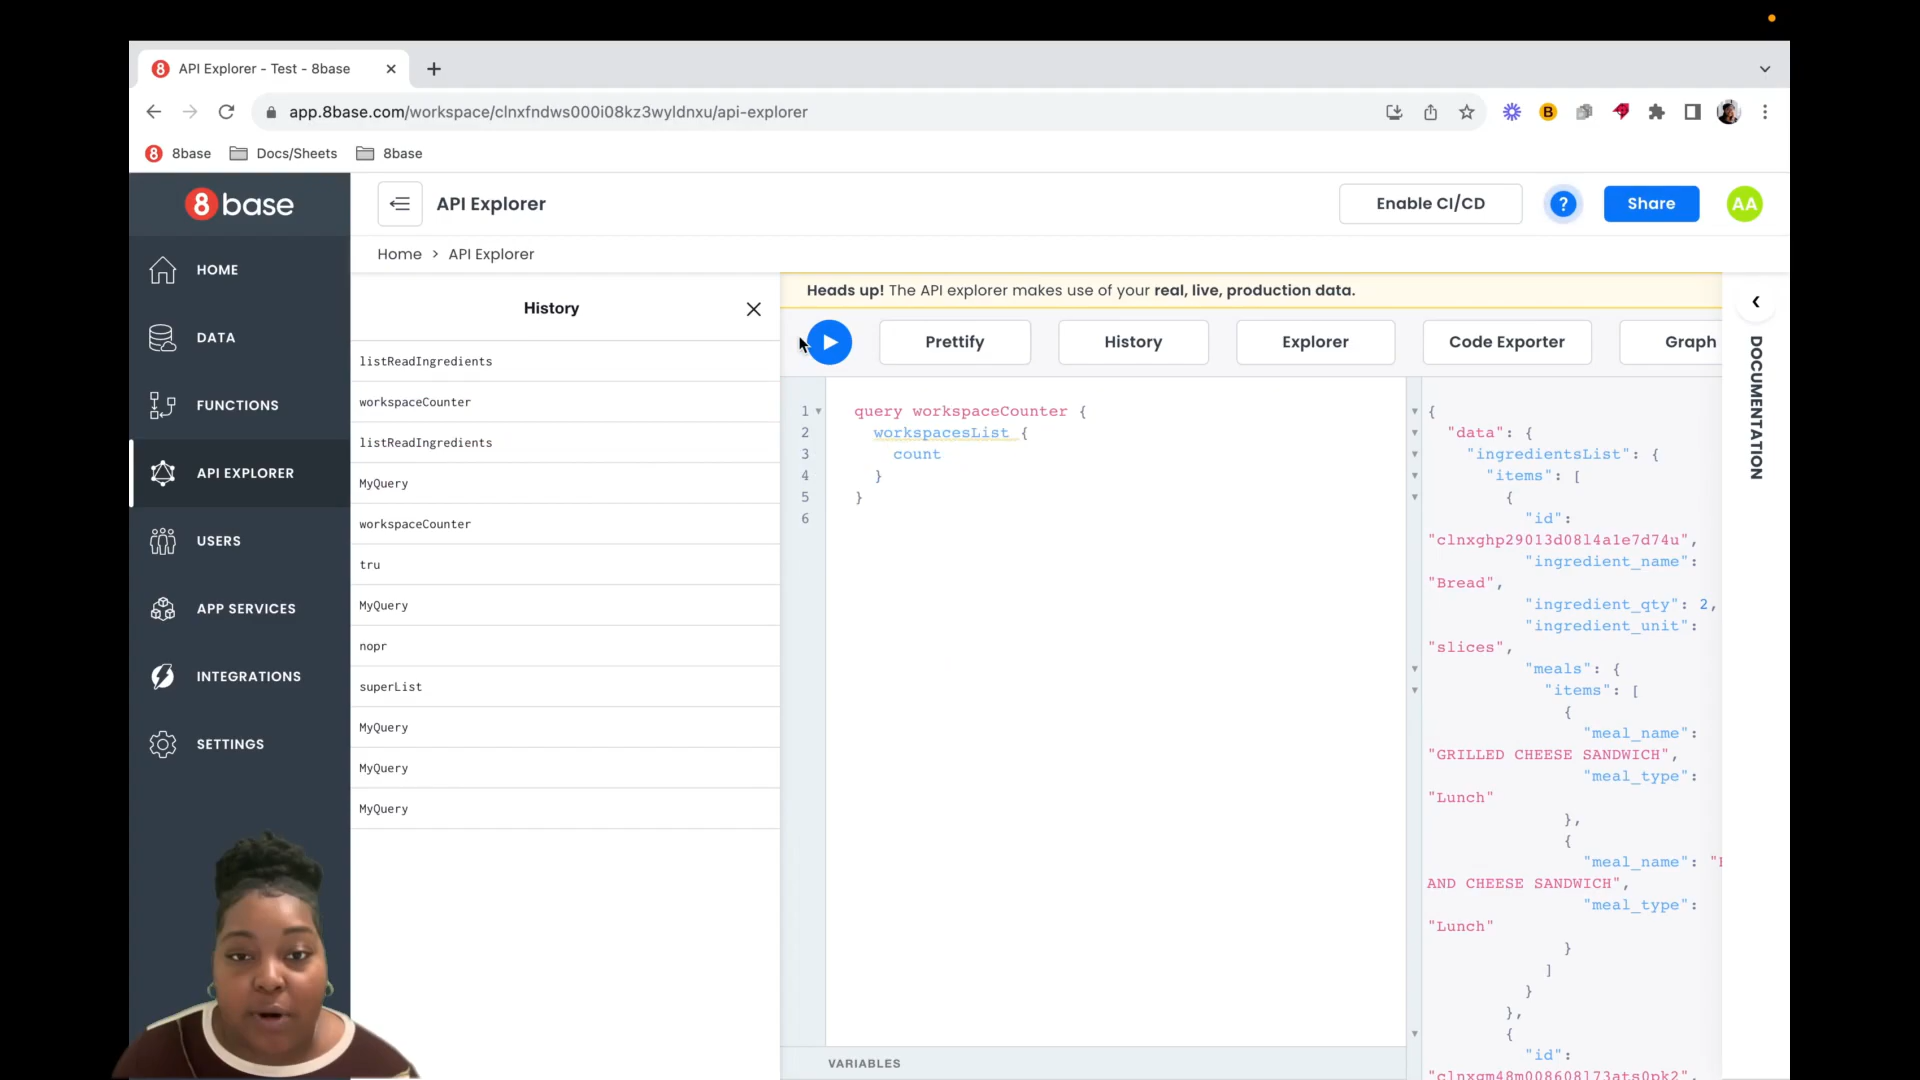 API Explorer - Test - 8base
app.8base.com/workspace/clnxfndws000i08kz3wyldnxu/api-explorer
B
8 8base
Docs/Sheets
8base
8 base
API Explorer
Enable CI/CD
?
Share
AA
Home > API Explorer
HOME
DATA
FUNCTIONS
API EXPLORER
USERS
APP SERVICES
INTEGRATIONS
SETTINGS
History
listReadIngredients
workspaceCounter
listReadIngredients
MyQuery
workspaceCounter
tru
MyQuery
nopr
superList
MyQuery
MyQuery
MyQuery
Heads up! The API explorer makes use of your real, live, production data.
Prettify
History
Explorer
Code Exporter
Graph
1 query workspaceCounter {
2 workspacesList {
3 count
4 }
5 }
6
VARIABLES
{
"data": {
"ingredientsList": {
"items": [
{
"id":
"clnxghp29013d08l4a1e7d74u",
"ingredient_name":
"Bread",
"ingredient_qty": 2,
"ingredient_unit":
"slices",
"meals": {
"items": [
{
"meal_name":
"GRILLED CHEESE SANDWICH",
"meal_type":
"Lunch"
},
{
"meal_name":
AND CHEESE SANDWICH",
"meal_type":
"Lunch"
}
]
}
},
{
"id":
"clnxgm48m008608l73ats0pk2",
DOCUMENTATION